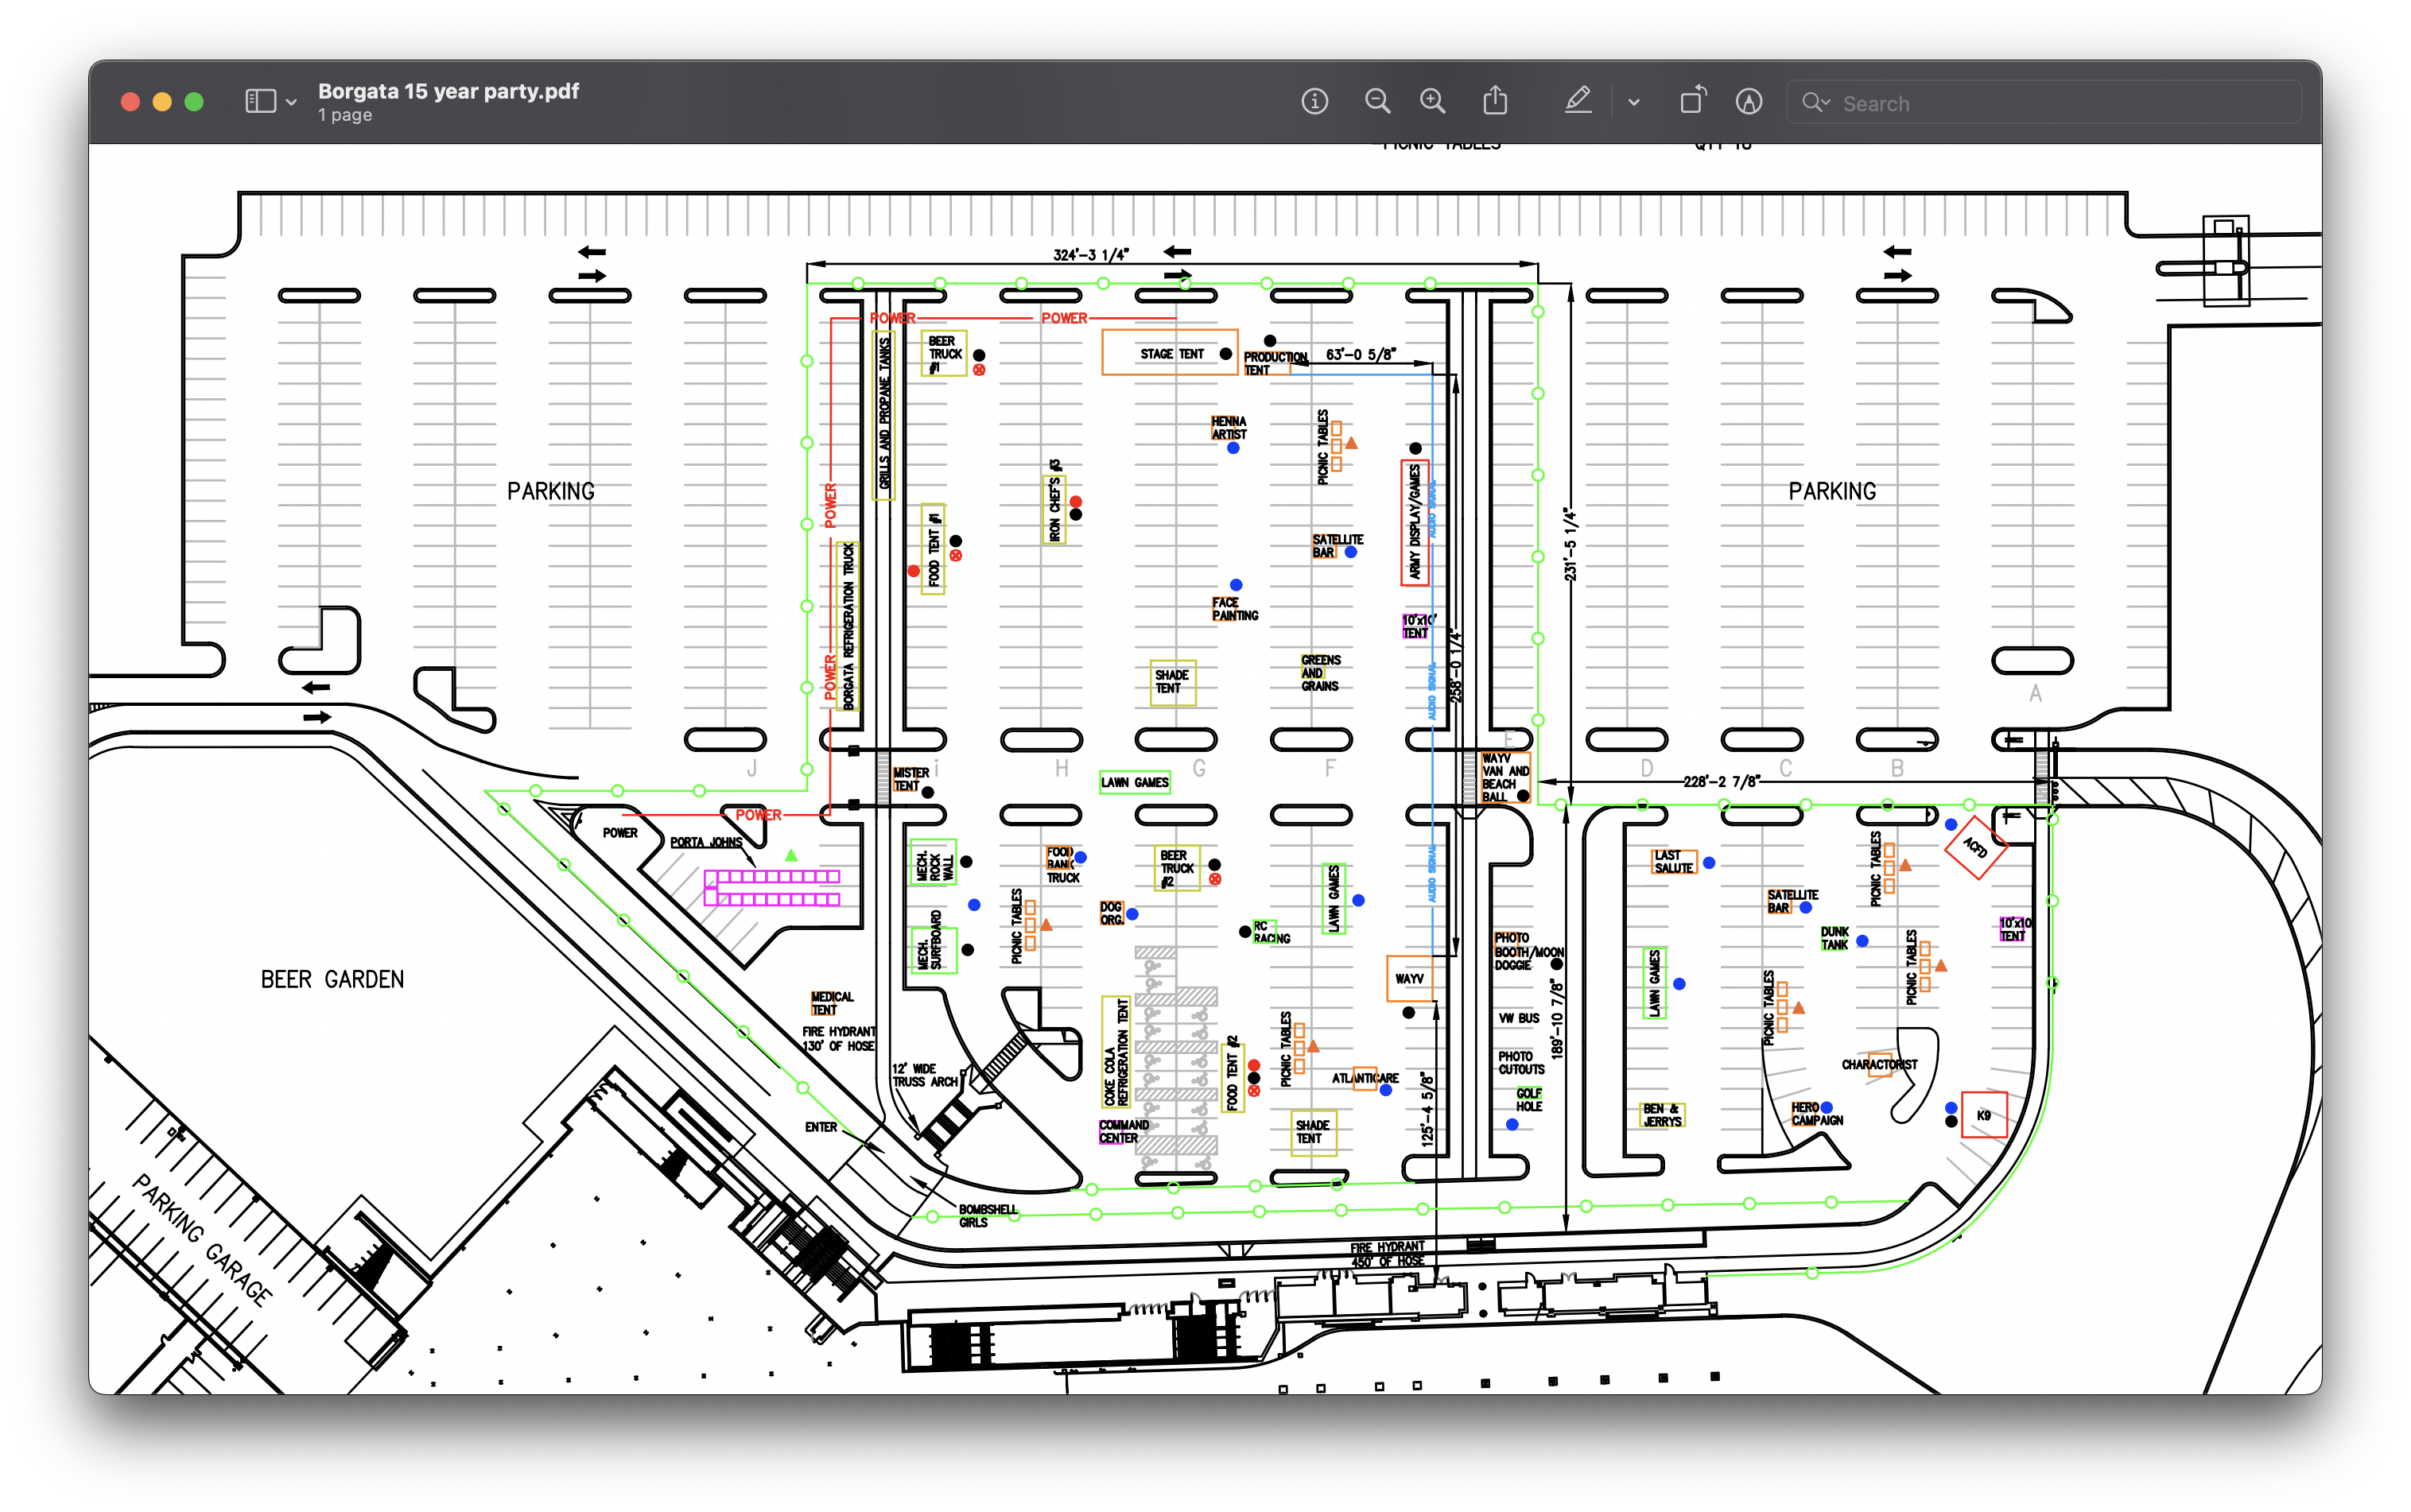 Borgata 15 year party.pdf
1 page
Search
PICNIC TABLES
QTY 18
324'-3 1/4"
POWER
POWER
BEER
TRUCK
#1
STAGE TENT
PRODUCTION
TENT
63'-0 5/8"
GRILLS AND PROPANE TANKS
HENNA
ARTIST
PICNIC TABLES
PARKING
POWER
IRON CHEF'S #3
ARMY DISPLAY/GAMES
AUDIO SIGNAL
PARKING
FOOD TENT #1
SATELLITE
BAR
231'-5 1/4"
BORGATA REFRIGERATION TRUCK
FACE
PAINTING
10'x10'
TENT
POWER
SHADE
TENT
GREENS
AND
GRAINS
AUDIO SIGNAL
258'-0 1/4"
A
E
J
i
H
G
F
D
C
B
MISTER
TENT
LAWN GAMES
WAYV
VAN AND
BEACH
BALL
228'-2 7/8"
POWER
POWER
PORTA JOHNS
MECH.
ROCK
WALL
FOOD
BANK
TRUCK
BEER
TRUCK
#2
LAWN GAMES
AUDIO SIGNAL
LAST
SALUTE
PICNIC TABLES
ACFD
MECH.
SURFBOARD
PICNIC TABLES
DOG
ORG.
RC
RACING
SATELLITE
BAR
DUNK
TANK
10'x10'
TENT
PHOTO
BOOTH/MOON
DOGGIE
LAWN GAMES
PICNIC TABLES
PICNIC TABLES
BEER GARDEN
WAYV
MEDICAL
TENT
FIRE HYDRANT
130' OF HOSE
COKE COLA
REFRIGERATION TENT
FOOD TENT #2
PICNIC TABLES
VW BUS
189'-10 7/8"
12' WIDE
TRUSS ARCH
ATLANTICARE
PHOTO
CUTOUTS
CHARACTORIST
125'-4 5/8"
GOLF
HOLE
COMMAND
CENTER
SHADE
TENT
BEN &
JERRYS
HERO
CAMPAIGN
K9
ENTER
BOMBSHELL
GIRLS
PARKING GARAGE
FIRE HYDRANT
450' OF HOSE